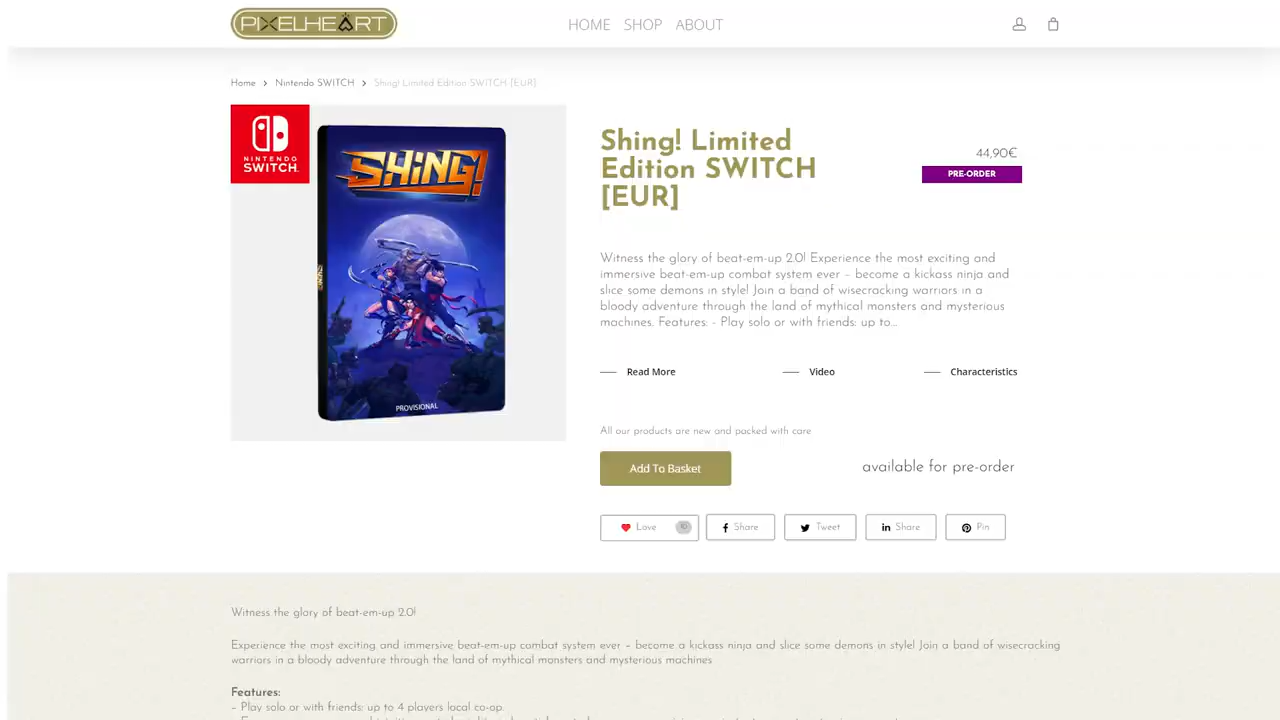 PIXELHEART
HOME SHOP ABOUT
Home > Nintendo SWITCH > Shing! Limited Edition SWITCH [EUR]
NINTENDO
SWITCH.
SHING!
PROVISIONAL
Shing! Limited
Edition SWITCH
[EUR]
44,90€
PRE-ORDER
Witness the glory of beat-em-up 2.0! Experience the most exciting and
immersive beat-em-up combat system ever – become a kickass ninja and
slice some demons in style! Join a band of wisecracking warriors in a
bloody adventure through the land of mythical monsters and mysterious
machines. Features: - Play solo or with friends: up to...
Read More
Video
Characteristics
All our products are new and packed with care
Add To Basket
available for pre-order
Love
Share
Tweet
Share
Pin
Witness the glory of beat-em-up 2.0!
Experience the most exciting and immersive beat-em-up combat system ever – become a kickass ninja and slice some demons in style! Join a band of wisecracking
warriors in a bloody adventure through the land of mythical monsters and mysterious machines
Features:
– Play solo or with friends: up to 4 players local co-op.